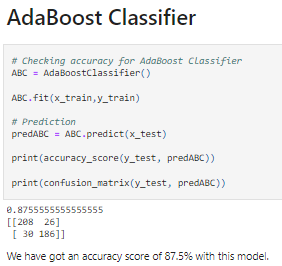 AdaBoost Classifier
# Checking accuracy for AdaBoost Classifier
ABC = AdaBoostClassifier()
ABC.fit(x_train,y_train)
# Prediction
predABC = ABC.predict(x_test)
print(accuracy_score(y_test, predABC))
print(confusion_matrix(y_test, predABC))
0.8755555555555555
[[208  26]
 [ 30 186]]
We have got an accuracy score of 87.5% with this model.